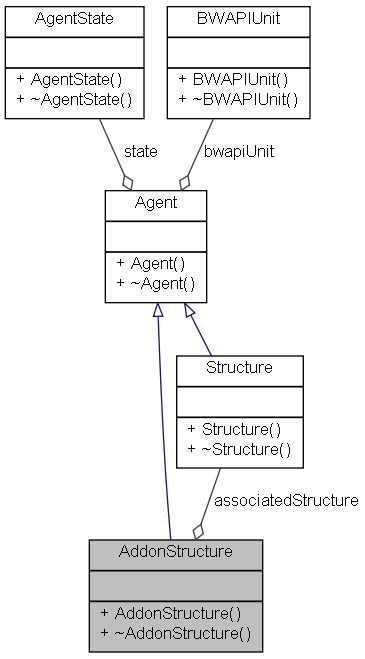 AgentState
+ AgentState()
+ ~AgentState()
BWAPIUnit
+ BWAPIUnit()
+ ~BWAPIUnit()
state
bwapiUnit
Agent
+ Agent()
+ ~Agent()
Structure
+ Structure()
+ ~Structure()
associatedStructure
AddonStructure
+ AddonStructure()
+ ~AddonStructure()